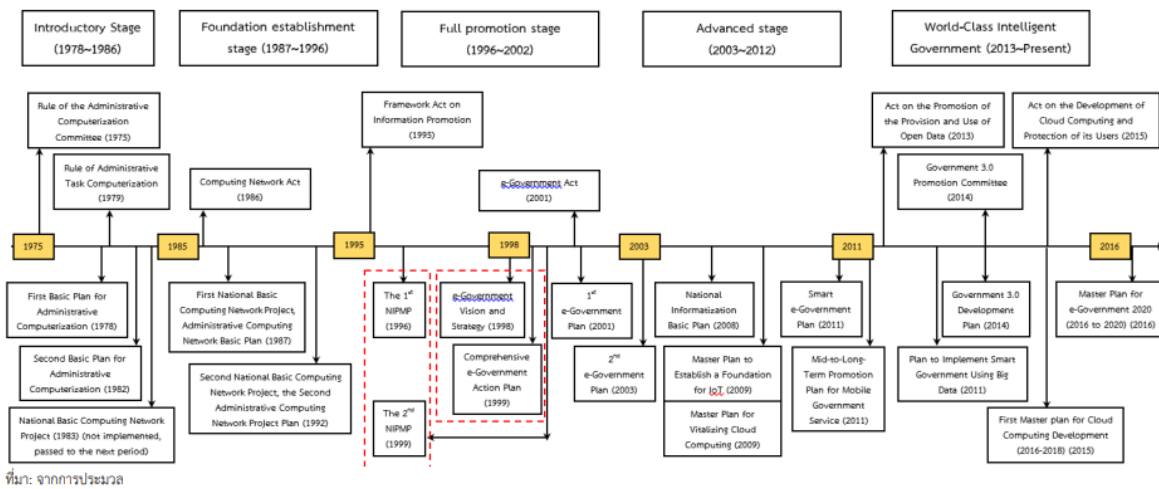 Introductory Stage
(1978~1986)
Foundation establishment
stage (1987~1996)
Full promotion stage
(1996~2002)
Advanced stage
(2003~2012)
World-Class Intelligent
Government (2013~Present)
Rule of the Administrative
Computerization
Committee (1975)
Framework Act on
Information Promotion
(1995)
Act on the Promotion of
the Provision and Use of
Open Data (2013)
Act on the Development of
Cloud Computing and
Protection of its Users (2015)
Rule of Administrative
Task Computerization
(1979)
Computing Network Act
(1986)
e-Government Act
(2001)
Government 3.0
Promotion Committee
(2014)
1975
1985
1995
1998
2003
2011
2016
First Basic Plan for
Administrative
Computerization (1978)
First National Basic
Computing Network Project,
Administrative Computing
Network Basic Plan (1987)
The 1st
NIPMP
(1996)
e-Government
Vision and
Strategy (1998)
1st
e-Government
Plan (2001)
National
Informatization
Basic Plan (2008)
Smart
e-Government
Plan (2011)
Government 3.0
Development
Plan (2014)
Master Plan for
e-Government 2020
(2016 to 2020) (2016)
Second Basic Plan for
Administrative
Computerization (1982)
Second National Basic Computing
Network Project, the Second
Administrative Computing
Network Project Plan (1992)
Comprehensive
e-Government
Action Plan
(1999)
2nd
e-Government
Plan (2003)
Master Plan to
Establish a Foundation
for IoT (2009)
Master Plan for
Vitalizing Cloud
Computing (2009)
Mid-to-Long-
Term Promotion
Plan for Mobile
Government
Service (2011)
Plan to Implement Smart
Government Using Big
Data (2011)
National Basic Computing Network
Project (1983) (not implemented,
passed to the next period)
The 2nd
NIPMP
(1999)
First Master plan for Cloud
Computing Development
(2016-2018) (2015)
ที่มา: จากการประมวล